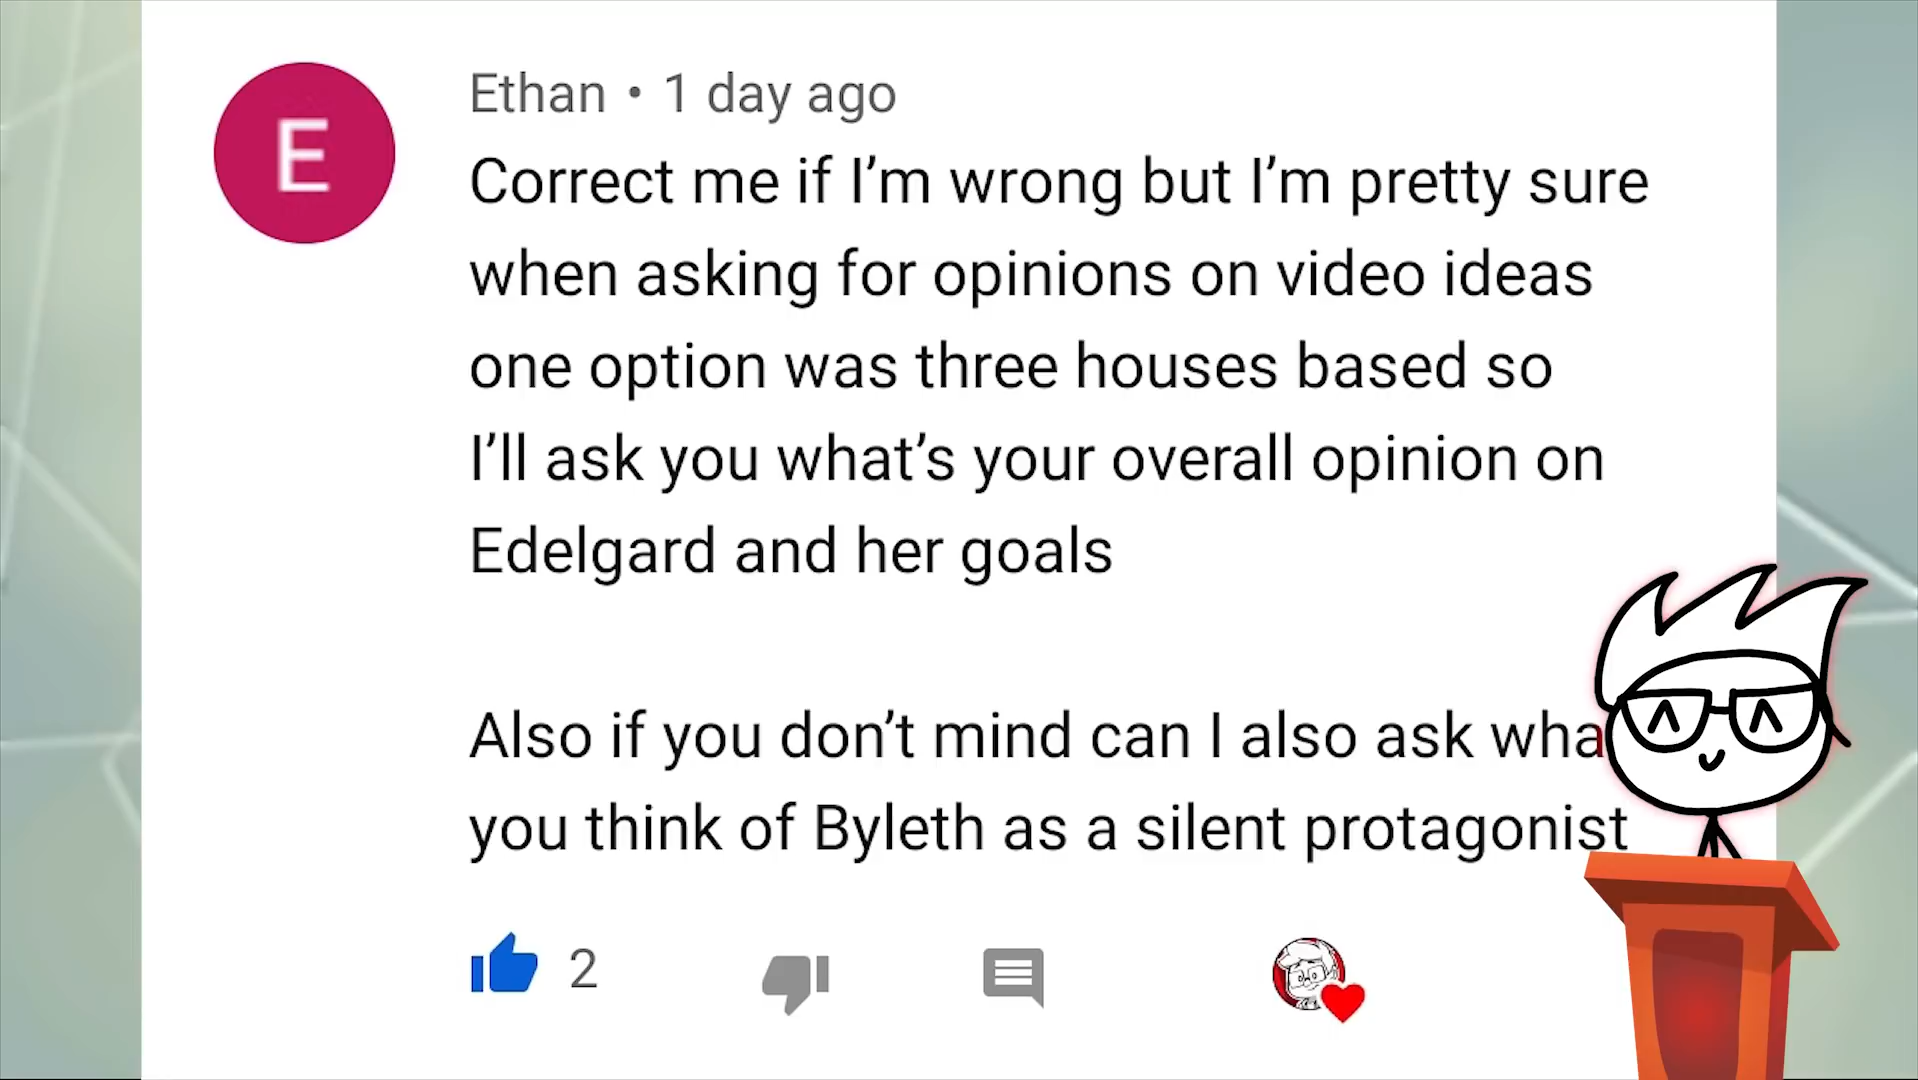 E
Ethan • 1 day ago
Correct me if I’m wrong but I’m pretty sure
when asking for opinions on video ideas
one option was three houses based so
I’ll ask you what’s your overall opinion on
Edelgard and her goals
Also if you don’t mind can I also ask wha
you think of Byleth as a silent protagonist
2